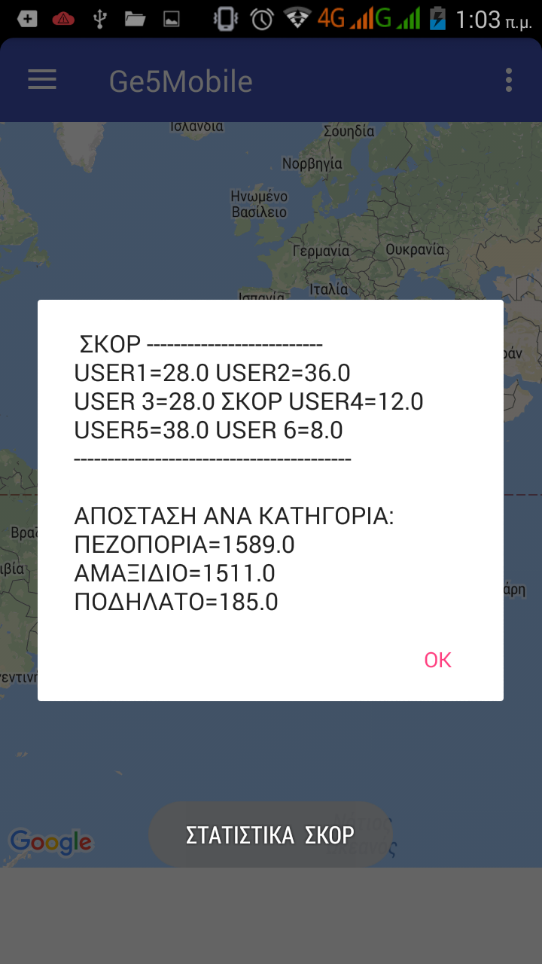 4G G 1:03 π.μ.
Ge5Mobile
Ισλανδία
Σουηδία
Νορβηγία
Ηνωμένο
Βασίλειο
Γερμανία
Ουκρανία
Ισπανία
Ιταλία
ΣΚΟΡ --------------------------
USER1=28.0 USER2=36.0
USER 3=28.0 ΣΚΟΡ USER4=12.0
USER5=38.0 USER 6=8.0
-----------------------------------------
ΑΠΟΣΤΑΣΗ ΑΝΑ ΚΑΤΗΓΟΡΙΑ:
ΠΕΖΟΠΟΡΙΑ=1589.0
ΑΜΑΞΙΔΙΟ=1511.0
ΠΟΔΗΛΑΤΟ=185.0
OK
ΣΤΑΤΙΣΤΙΚΑ ΣΚΟΡ
Google